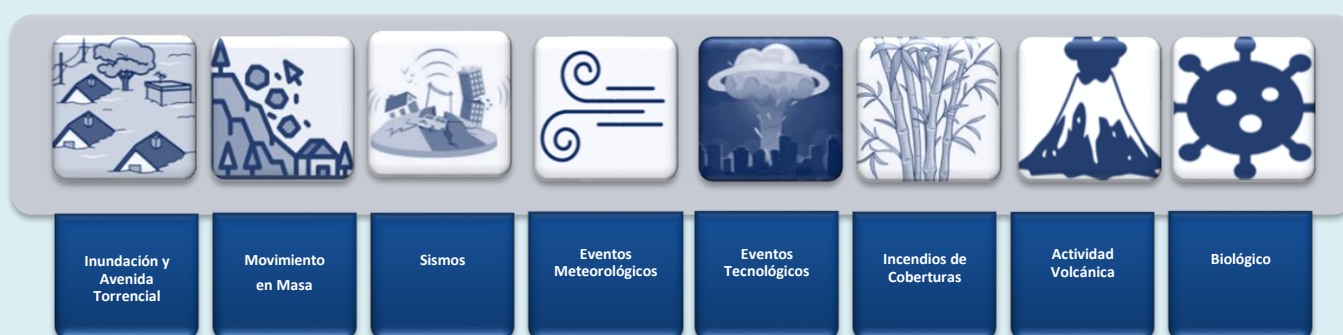 Inundación y
Avenida
Torrencial
Movimiento
en Masa
Sismos
Eventos
Meteorológicos
Eventos
Tecnológicos
Incendios de
Coberturas
Actividad
Volcánica
Biológico